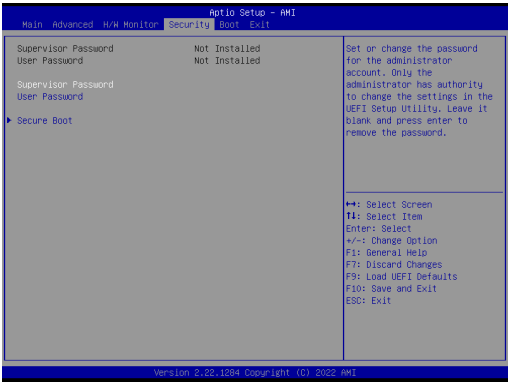 Aptio Setup - AMI
Main Advanced H/W Monitor Security Boot Exit
Supervisor Password Not Installed
User Password Not Installed
Supervisor Password
User Password
Secure Boot
Set or change the password
for the administrator
account. Only the
administrator has authority
to change the settings in the
UEFI Setup Utility. Leave it
blank and press enter to
remove the password.
↔: Select Screen
↑↓: Select Item
Enter: Select
+/-: Change Option
F1: General Help
F7: Discard Changes
F9: Load UEFI Defaults
F10: Save and Exit
ESC: Exit
Version 2.22.1284 Copyright (C) 2022 AMI